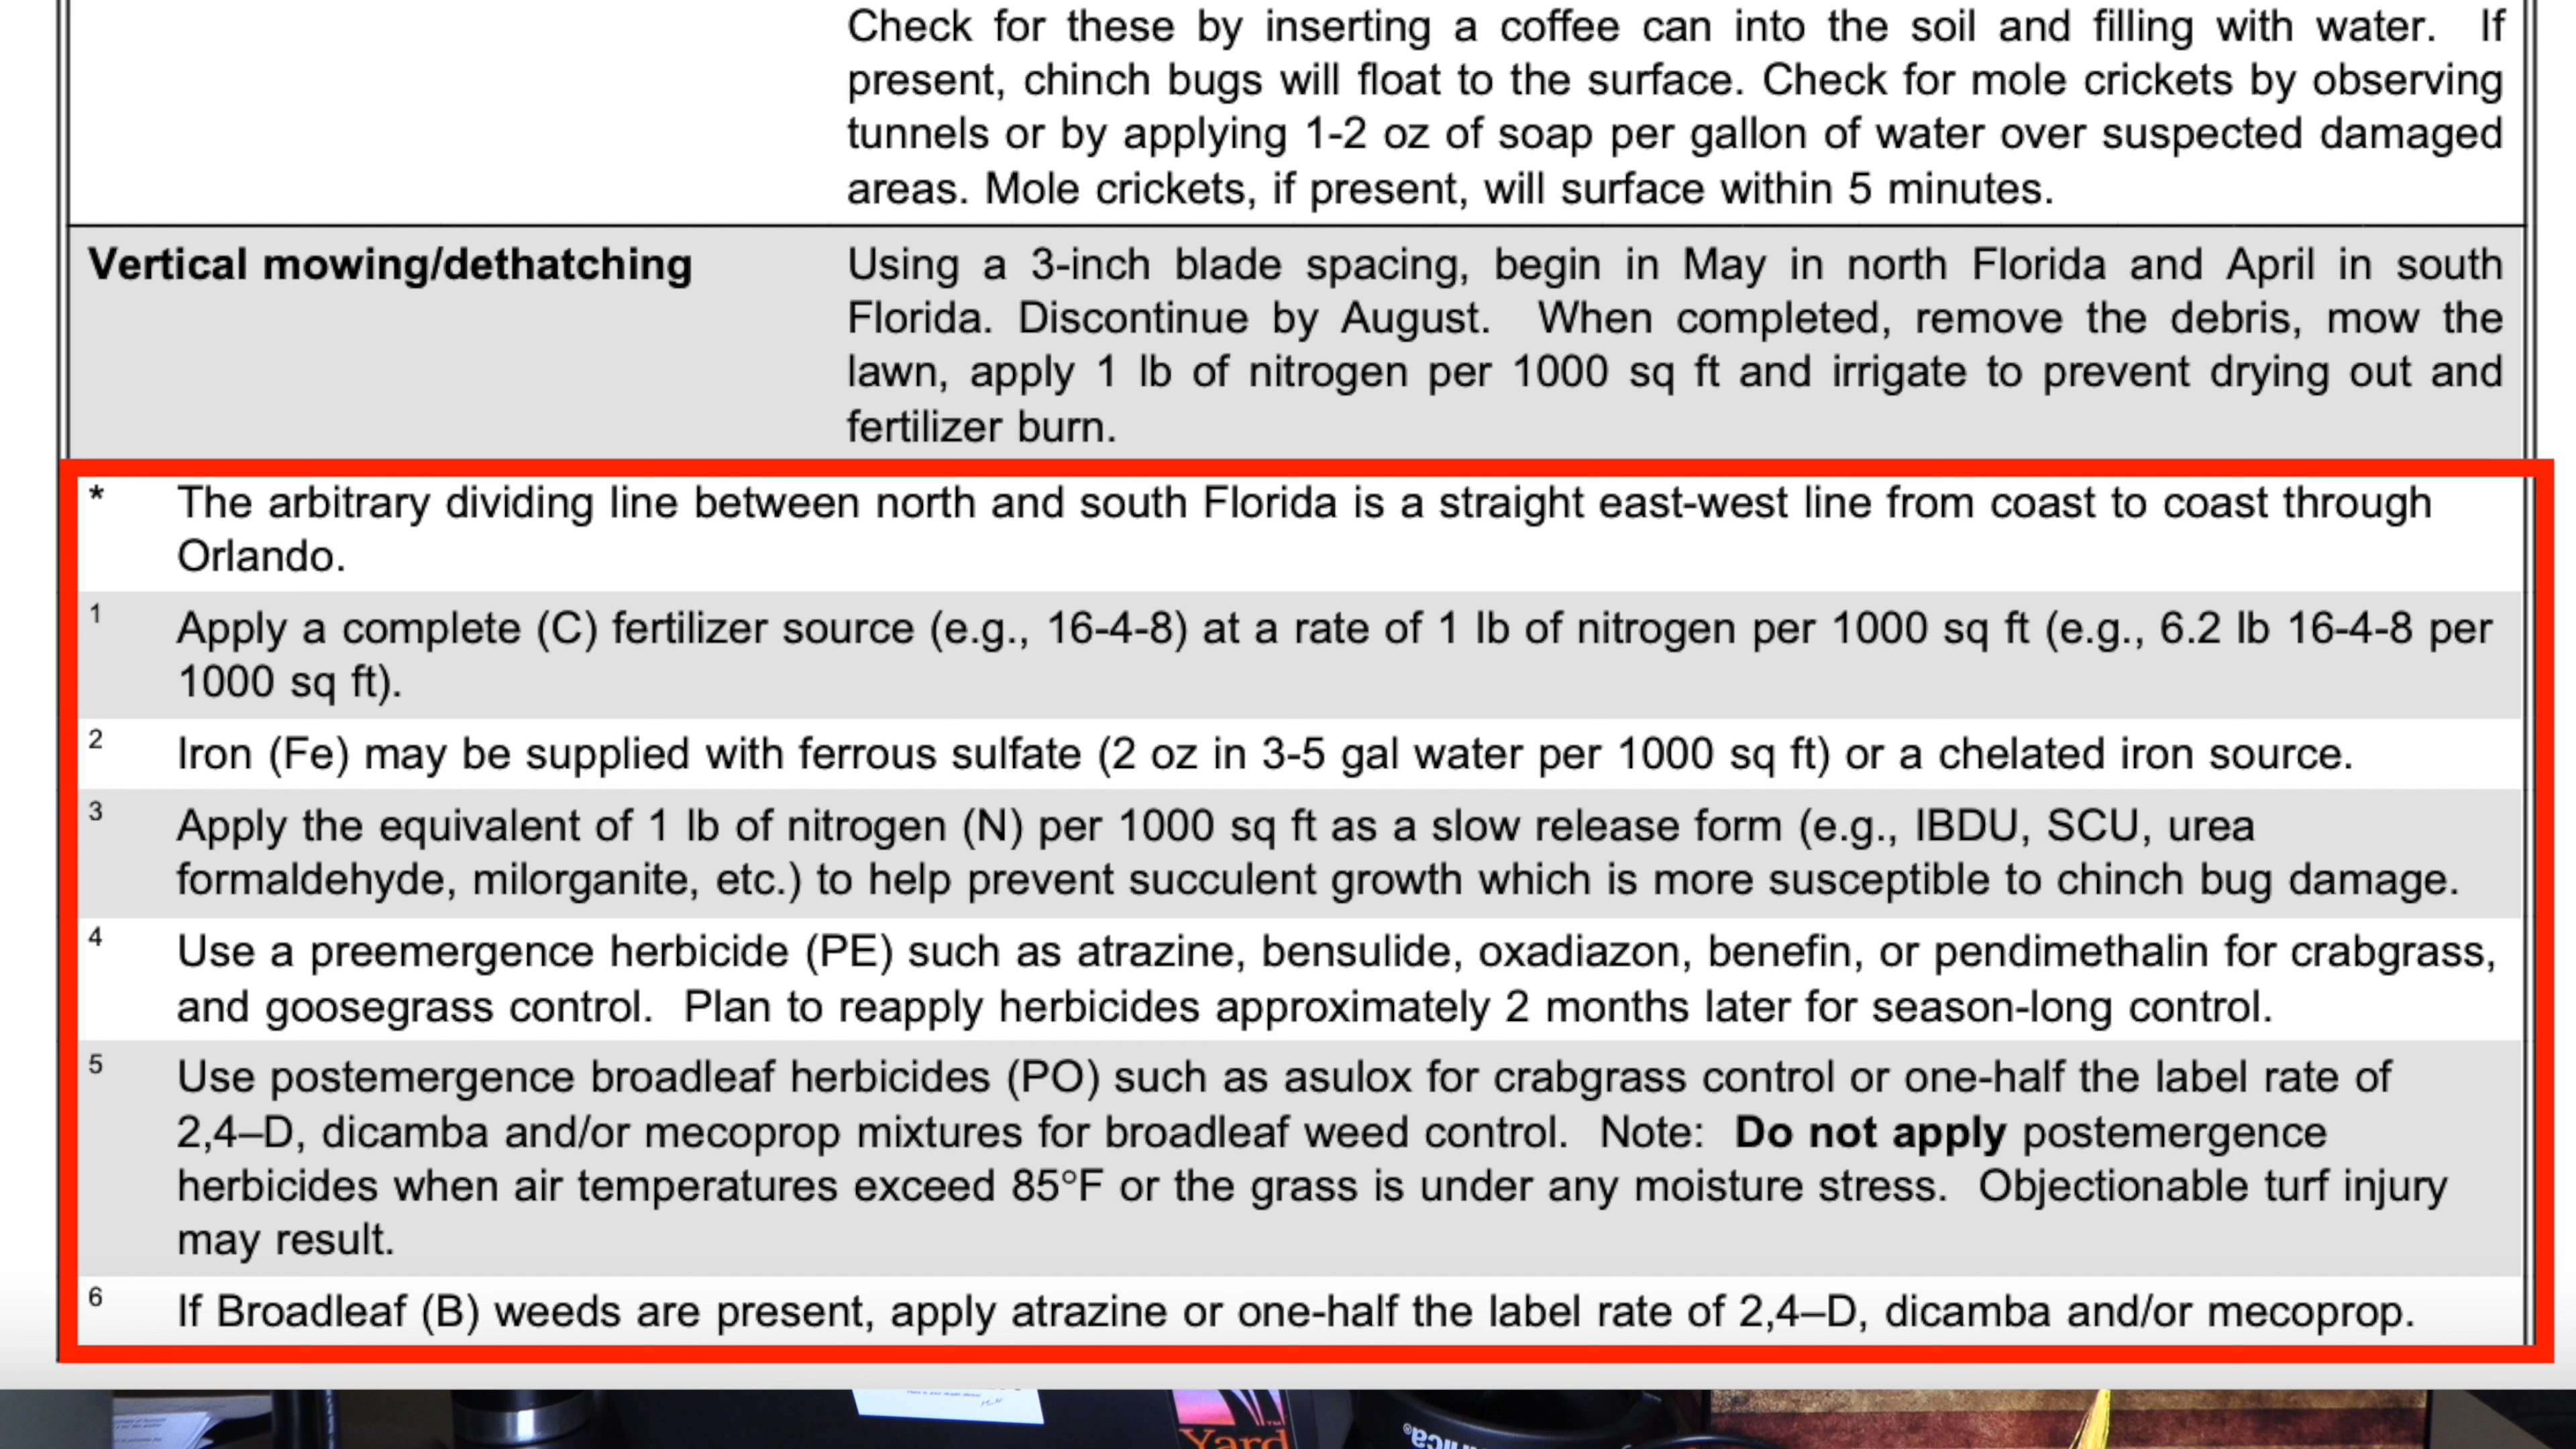 Check for these by inserting a coffee can into the soil and filling with water. If
present, chinch bugs will float to the surface. Check for mole crickets by observing
tunnels or by applying 1-2 oz of soap per gallon of water over suspected damaged
areas. Mole crickets, if present, will surface within 5 minutes.
Vertical mowing/dethatching
Using a 3-inch blade spacing, begin in May in north Florida and April in south
Florida. Discontinue by August. When completed, remove the debris, mow the
lawn, apply 1 lb of nitrogen per 1000 sq ft and irrigate to prevent drying out and
fertilizer burn.
* The arbitrary dividing line between north and south Florida is a straight east-west line from coast to coast through
Orlando.
1 Apply a complete (C) fertilizer source (e.g., 16-4-8) at a rate of 1 lb of nitrogen per 1000 sq ft (e.g., 6.2 lb 16-4-8 per
1000 sq ft).
2 Iron (Fe) may be supplied with ferrous sulfate (2 oz in 3-5 gal water per 1000 sq ft) or a chelated iron source.
3 Apply the equivalent of 1 lb of nitrogen (N) per 1000 sq ft as a slow release form (e.g., IBDU, SCU, urea
formaldehyde, milorganite, etc.) to help prevent succulent growth which is more susceptible to chinch bug damage.
4 Use a preemergence herbicide (PE) such as atrazine, bensulide, oxadiazon, benefin, or pendimethalin for crabgrass,
and goosegrass control. Plan to reapply herbicides approximately 2 months later for season-long control.
5 Use postemergence broadleaf herbicides (PO) such as asulox for crabgrass control or one-half the label rate of
2,4–D, dicamba and/or mecoprop mixtures for broadleaf weed control. Note: Do not apply postemergence
herbicides when air temperatures exceed 85°F or the grass is under any moisture stress. Objectionable turf injury
may result.
6 If Broadleaf (B) weeds are present, apply atrazine or one-half the label rate of 2,4–D, dicamba and/or mecoprop.
Yard